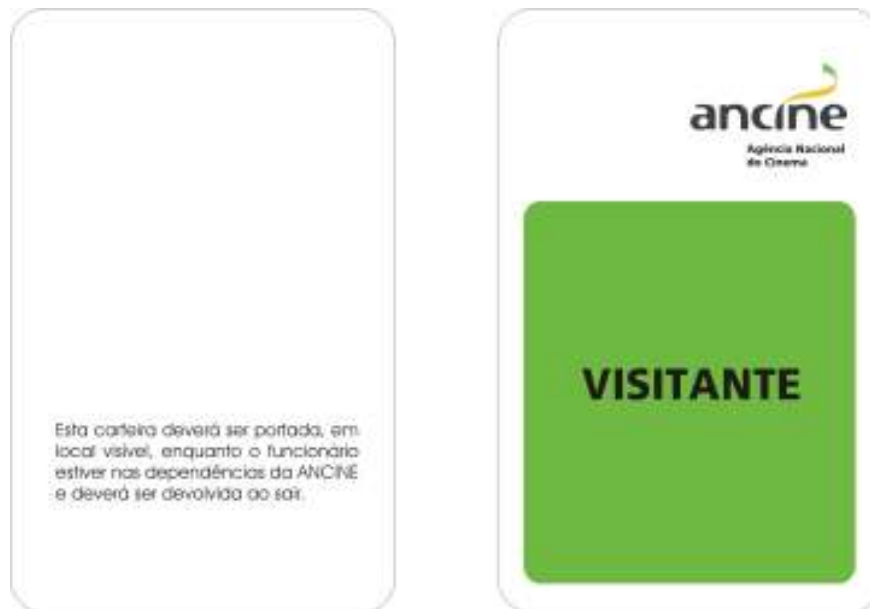 Esta carteira deverá ser portada, em
local visível, enquanto o funcionário
estiver nas dependências da ANCINE
e deverá ser devolvida ao sair.
ancine
Agência Nacional
do Cinema
VISITANTE